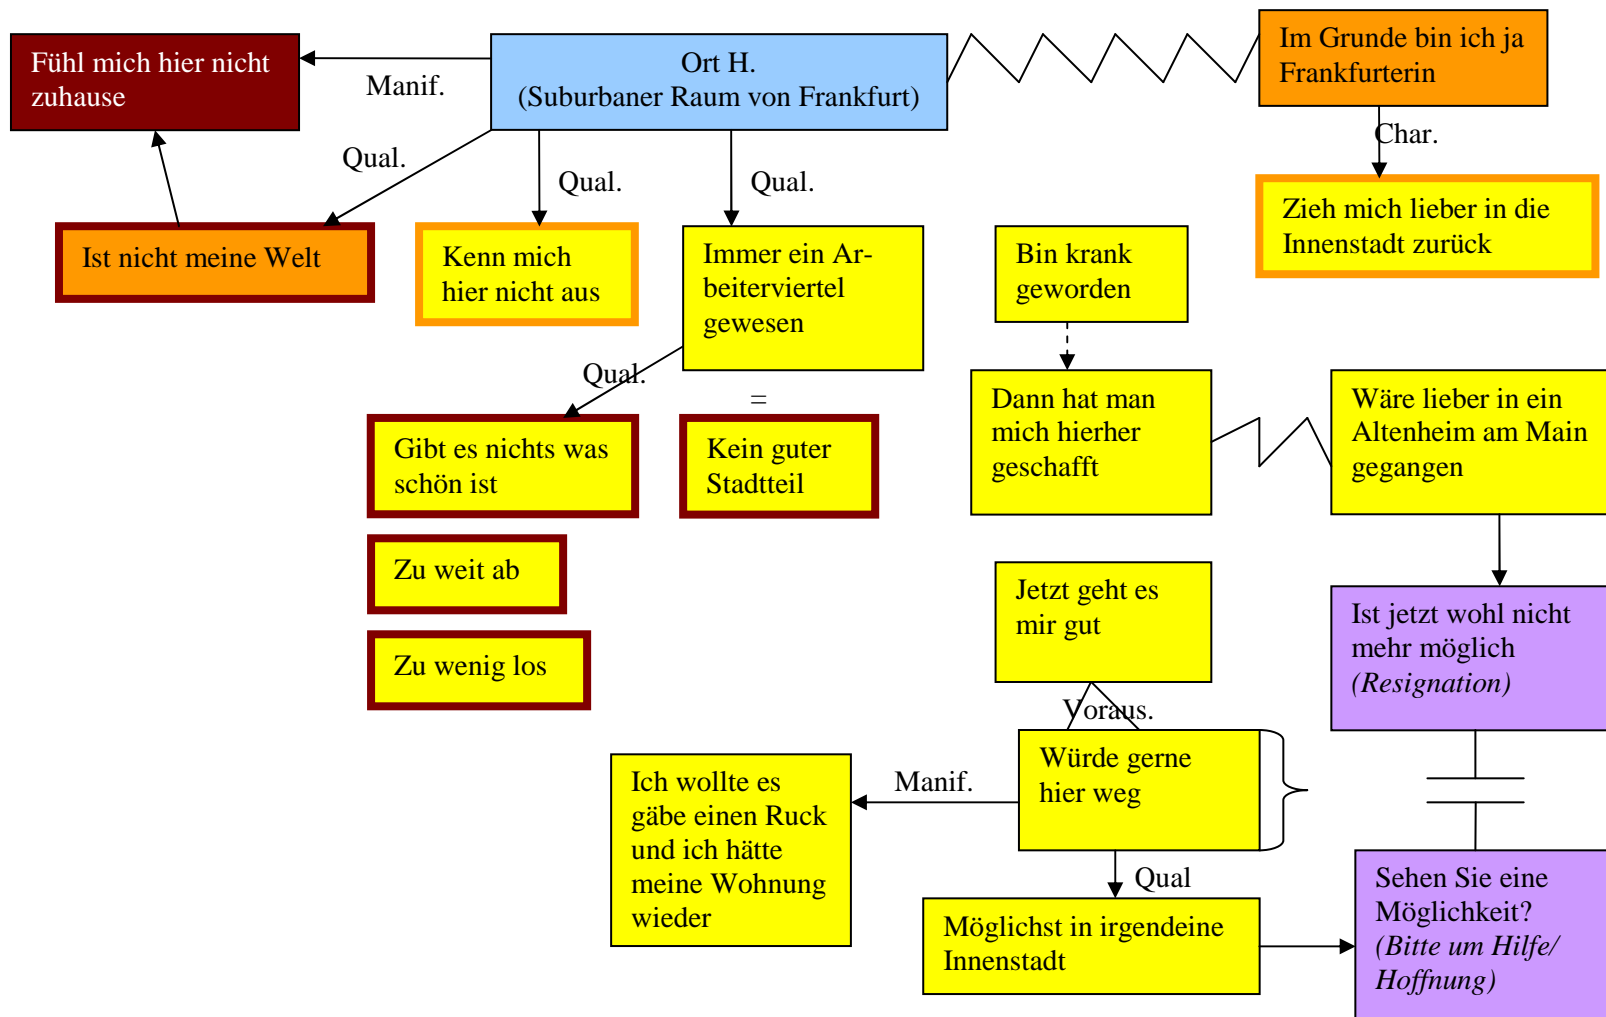 Fühl mich hier nicht
zuhause
Manif.
Ort H.
(Suburbaner Raum von Frankfurt)
Im Grunde bin ich ja
Frankfurterin
Char.
Qual.
Qual.
Qual.
Ist nicht meine Welt
Kenn mich
hier nicht aus
Immer ein Ar-
beiterviertel
gewesen
Bin krank
geworden
Zieh mich lieber in die
Innenstadt zurück
Qual.
=
Gibt es nichts was
schön ist
Kein guter
Stadtteil
Dann hat man
mich hierher
geschafft
Wäre lieber in ein
Altenheim am Main
gegangen
Zu weit ab
Zu wenig los
Jetzt geht es
mir gut
Ist jetzt wohl nicht
mehr möglich
(Resignation)
Voraus.
Ich wollte es
gäbe einen Ruck
und ich hätte
meine Wohnung
wieder
Manif.
Würde gerne
hier weg
Qual
Möglichst in irgendeine
Innenstadt
Sehen Sie eine
Möglichkeit?
(Bitte um Hilfe/
Hoffnung)